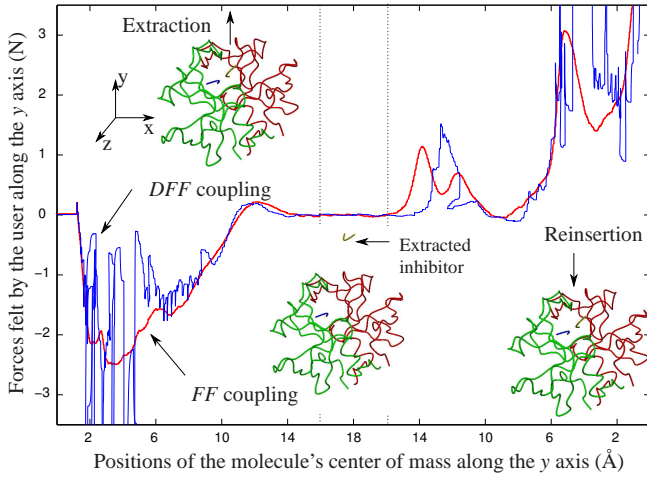 Forces felt by the user along the y axis (N)
3
2
1
0
−1
−2
−3
Extraction
y
x
z
DFF coupling
FF coupling
Extracted
inhibitor
Reinsertion
2 6 10 14 18 14 10 6 2
Positions of the molecule's center of mass along the y axis (Å)